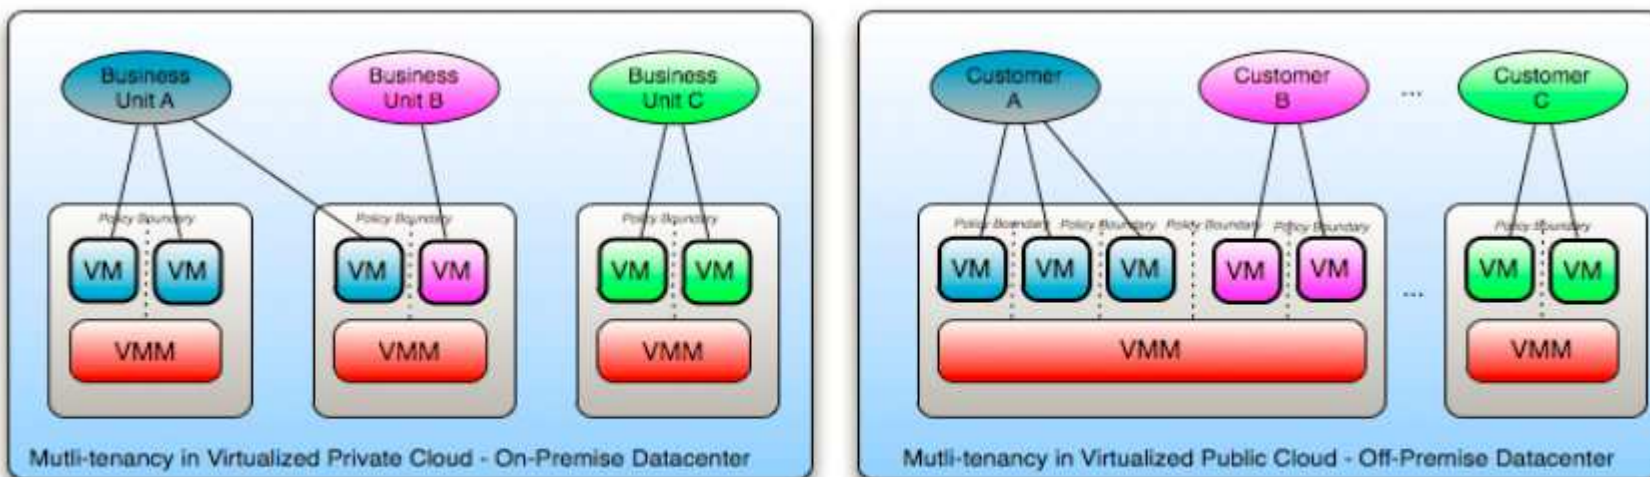 Business
Unit A
Business
Unit B
Business
Unit C
Policy Boundary
Policy Boundary
Policy Boundary
VM
VM
VM
VM
VM
VM
VMM
VMM
VMM
Mutli-tenancy in Virtualized Private Cloud - On-Premise Datacenter
Customer
A
Customer
B
...
Customer
C
Policy Boundary
Policy Boundary
Policy Boundary
Policy Boundary
Policy Boundary
VM
VM
VM
VM
VM
...
VM
VM
VMM
VMM
Mutli-tenancy in Virtualized Public Cloud - Off-Premise Datacenter